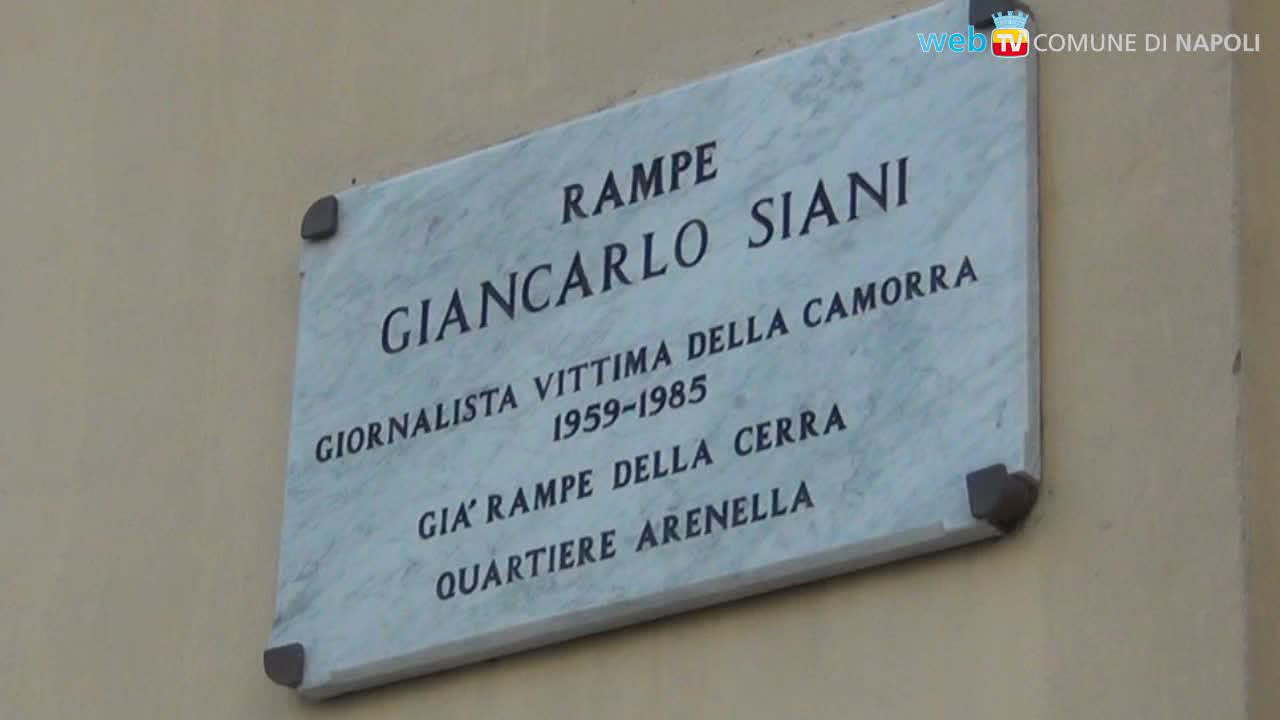 web TV COMUNE DI NAPOLI
RAMPE
GIANCARLO SIANI
GIORNALISTA VITTIMA DELLA CAMORRA
1959-1985
GIA' RAMPE DELLA CERRA
QUARTIERE ARENELLA